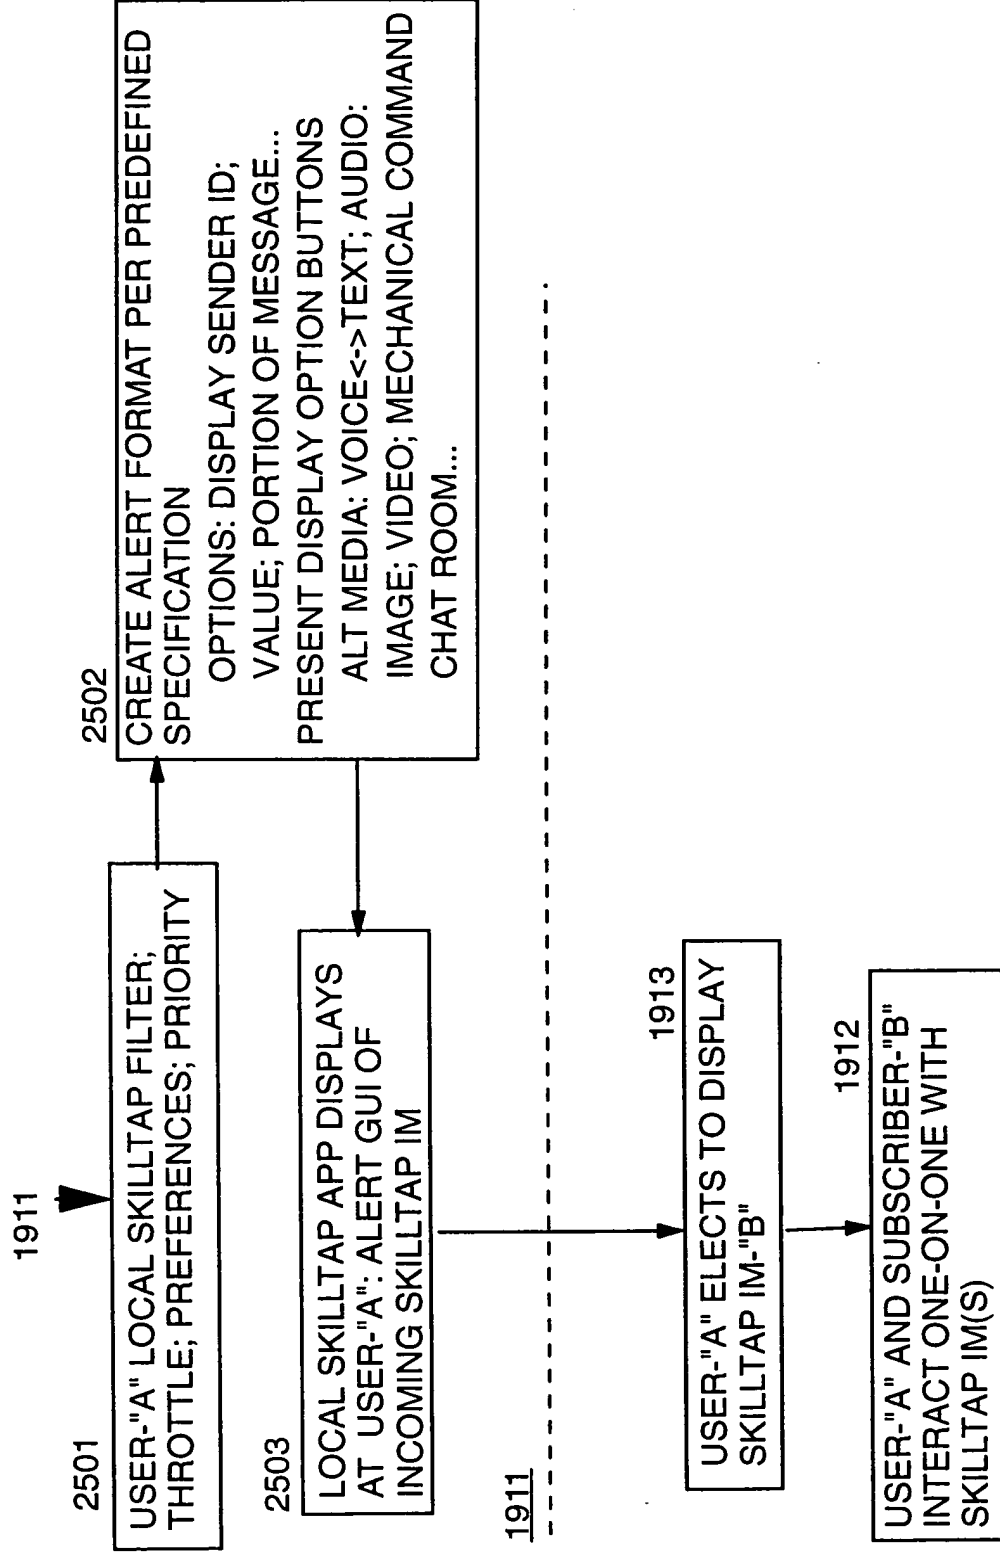 1911
2501
USER-"A" LOCAL SKILLTAP FILTER;
THROTTLE; PREFERENCES; PRIORITY
2502
CREATE ALERT FORMAT PER PREDEFINED
SPECIFICATION
OPTIONS: DISPLAY SENDER ID;
VALUE; PORTION OF MESSAGE...
PRESENT DISPLAY OPTION BUTTONS
ALT MEDIA: VOICE<->TEXT; AUDIO:
IMAGE; VIDEO; MECHANICAL COMMAND
CHAT ROOM...
2503
LOCAL SKILLTAP APP DISPLAYS
AT USER-"A": ALERT GUI OF
INCOMING SKILLTAP IM
1911
1913
USER-"A" ELECTS TO DISPLAY
SKILLTAP IM-"B"
1912
USER-"A" AND SUBSCRIBER-"B"
INTERACT ONE-ON-ONE WITH
SKILLTAP IM(S)